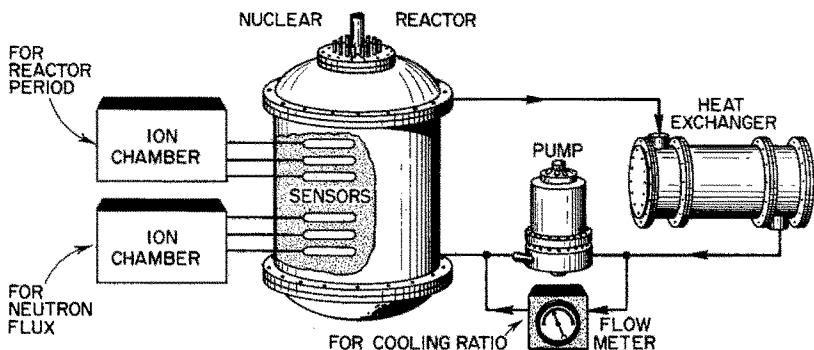 NUCLEAR REACTOR
FOR
REACTOR
PERIOD
ION
CHAMBER
SENSORS
ION
CHAMBER
FOR
NEUTRON
FLUX
PUMP
HEAT
EXCHANGER
FOR COOLING RATIO
FLOW
METER